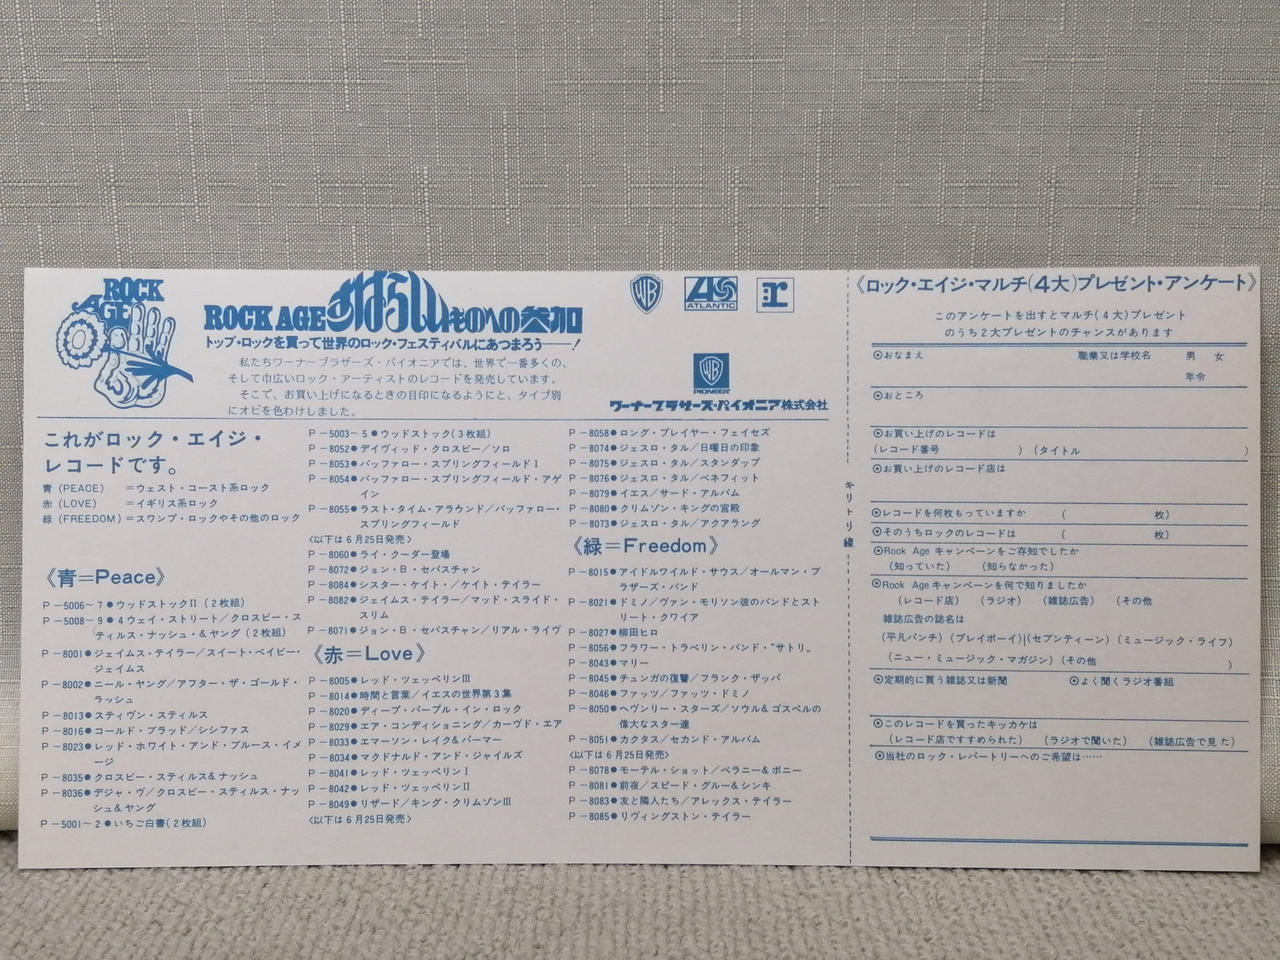 ROCK AGE
ROCK AGE すばらしいものへの参加
トップ・ロックを買って世界のロック・フェスティバルにあつまろう——！
私たちワーナーブラザーズ・パイオニアでは、世界で一番多くの、
そして巾広いロック・アーティストのレコードを発売しています。
そこで、お買い上げになるときの目印になるようにと、タイプ別
にオビを色わけしました。
WB
ATLANTIC
r
WB
PIONEER
ワーナーブラザーズ・パイオニア株式会社
これがロック・エイジ・
レコードです。
青（PEACE）＝ウェスト・コースト系ロック
赤（LOVE）＝イギリス系ロック
緑（FREEDOM）＝スワンプ・ロックやその他のロック
《青＝Peace》
P－5006～7●ウッドストックII（2枚組）
P－5008～9●4ウェイ・ストリート／クロスビー・ス
ティルス・ナッシュ・&ヤング（2枚組）
P－8001●ジェイムス・テイラー／スイート・ベイビー・
ジェイムス
P－8002●ニール・ヤング／アフター・ザ・ゴールド・
ラッシュ
P－8013●スティヴン・スティルス
P－8016●コールド・ブラッド／シシファス
P－8023●レッド・ホワイト・アンド・ブルース・イメ
ージ
P－8035●クロスビー・スティルス&ナッシュ
P－8036●デジャ・ヴ／クロスビー・スティルス・ナッ
シュ&ヤング
P－5001～2●いちご白書（2枚組）
P－5003～5●ウッドストック（3枚組）
P－8052●デイヴィッド・クロスビー／ソロ
P－8053●バッファロー・スプリングフィールドI
P－8054●バッファロー・スプリングフィールド・アゲ
イン
P－8055●ラスト・タイム・アラウンド／バッファロー・
スプリングフィールド
〈以下は6月25日発売〉
P－8060●ライ・クーダー登場
P－8072●ジョン・B・セバスチャン
P－8084●シスター・ケイト・／ケイト・テイラー
P－8082●ジェイムス・テイラー／マッド・スライド・
スリム
P－8071●ジョン・B・セバスチャン／リアル・ライヴ
《赤＝Love》
P－8005●レッド・ツェッペリンIII
P－8014●時間と言葉／イエスの世界第3集
P－8020●ディープ・パープル・イン・ロック
P－8029●エア・コンディショニング／カーヴド・エア
P－8033●エマーソン・レイク&パーマー
P－8034●マクドナルド・アンド・ジャイルズ
P－8041●レッド・ツェッペリンI
P－8042●レッド・ツェッペリンII
P－8049●リザード／キング・クリムゾンIII
〈以下は6月25日発売〉
P－8058●ロング・プレイヤー・フェイセズ
P－8074●ジェスロ・タル／日曜日の印象
P－8075●ジェスロ・タル／スタンダップ
P－8076●ジェスロ・タル／ベネフィット
P－8079●イエス／サード・アルバム
P－8080●クリムゾン・キングの宮殿
P－8073●ジェスロ・タル／アクアラング
《緑＝Freedom》
P－8015●アイドルワイルド・サウス／オールマン・ブ
ラザーズ・バンド
P－8021●ドミノ／ヴァン・モリソン彼のバンドとスト
リート・クワイア
P－8027●柳田ヒロ
P－8056●フラワー・トラベリン・バンド・“サトリ„
P－8043●マリー
P－8045●チュンガの復讐／フランク・ザッパ
P－8046●ファッツ／ファッツ・ドミノ
P－8050●ヘヴンリー・スターズ／ソウル&ゴスペルの
偉大なスター達
P－8051●カクタス／セカンド・アルバム
〈以下は6月25日発売〉
P－8078●モーテル・ショット／ベラニー&ボニー
P－8081●前夜／スピード・グルー&シンキ
P－8083●友と隣人たち／アレックス・テイラー
P－8085●リヴィングストン・テイラー
キリトリ線
《ロック・エイジ・マルチ（4大）プレゼント・アンケート》
このアンケートを出すとマルチ（4大）プレゼント
のうち2大プレゼントのチャンスがあります
⊙おなまえ 職業又は学校名 男 女
年令
⊙おところ
⊙お買い上げのレコードは
（レコード番号 ）（タイトル ）
⊙お買い上げのレコード店は
⊙レコードを何枚もっていますか （ 枚）
⊙そのうちロックのレコードは （ 枚）
⊙Rock Age キャンペーンをご存知でしたか
（知っていた） （知らなかった）
⊙Rock Age キャンペーンを何で知りましたか
（レコード店） （ラジオ） （雑誌広告） （その他
雑誌広告の誌名は
（平凡パンチ）（プレイボーイ）（セブンティーン）（ミュージック・ライフ）
（ニュー・ミュージック・マガジン）（その他 ）
⊙定期的に買う雑誌又は新聞 ⊙よく聞くラジオ番組
⊙このレコードを買ったキッカケは
（レコード店ですすめられた） （ラジオで聞いた） （雑誌広告で見た）
⊙当社のロック・レパートリーへのご希望は……